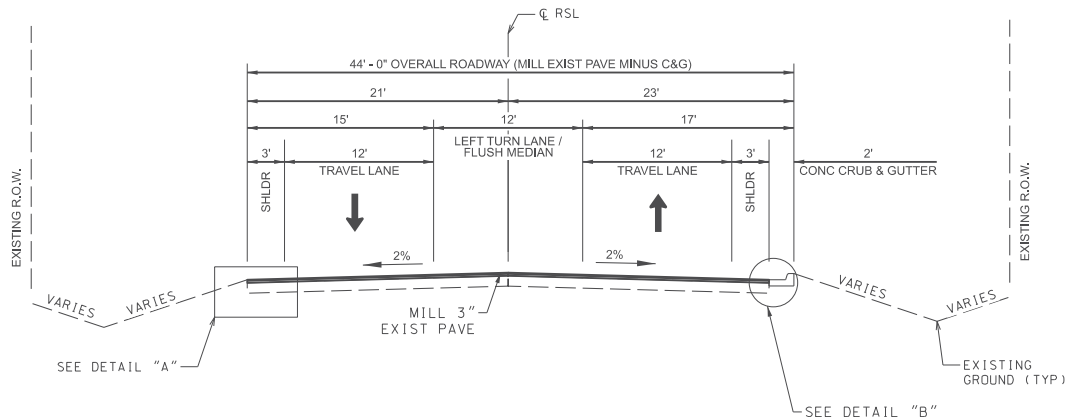 ℄ RSL
44' - 0" OVERALL ROADWAY (MILL EXIST PAVE MINUS C&G)
21'
23'
15'
12'
17'
LEFT TURN LANE /
FLUSH MEDIAN
3'
12'
12'
3'
2'
SHLDR
TRAVEL LANE
TRAVEL LANE
SHLDR
CONC CRUB & GUTTER
EXISTING R.O.W.
EXISTING R.O.W.
2%
2%
VARIES
VARIES
VARIES
VARIES
MILL 3"
EXIST PAVE
SEE DETAIL "A"
EXISTING
GROUND (TYP)
SEE DETAIL "B"